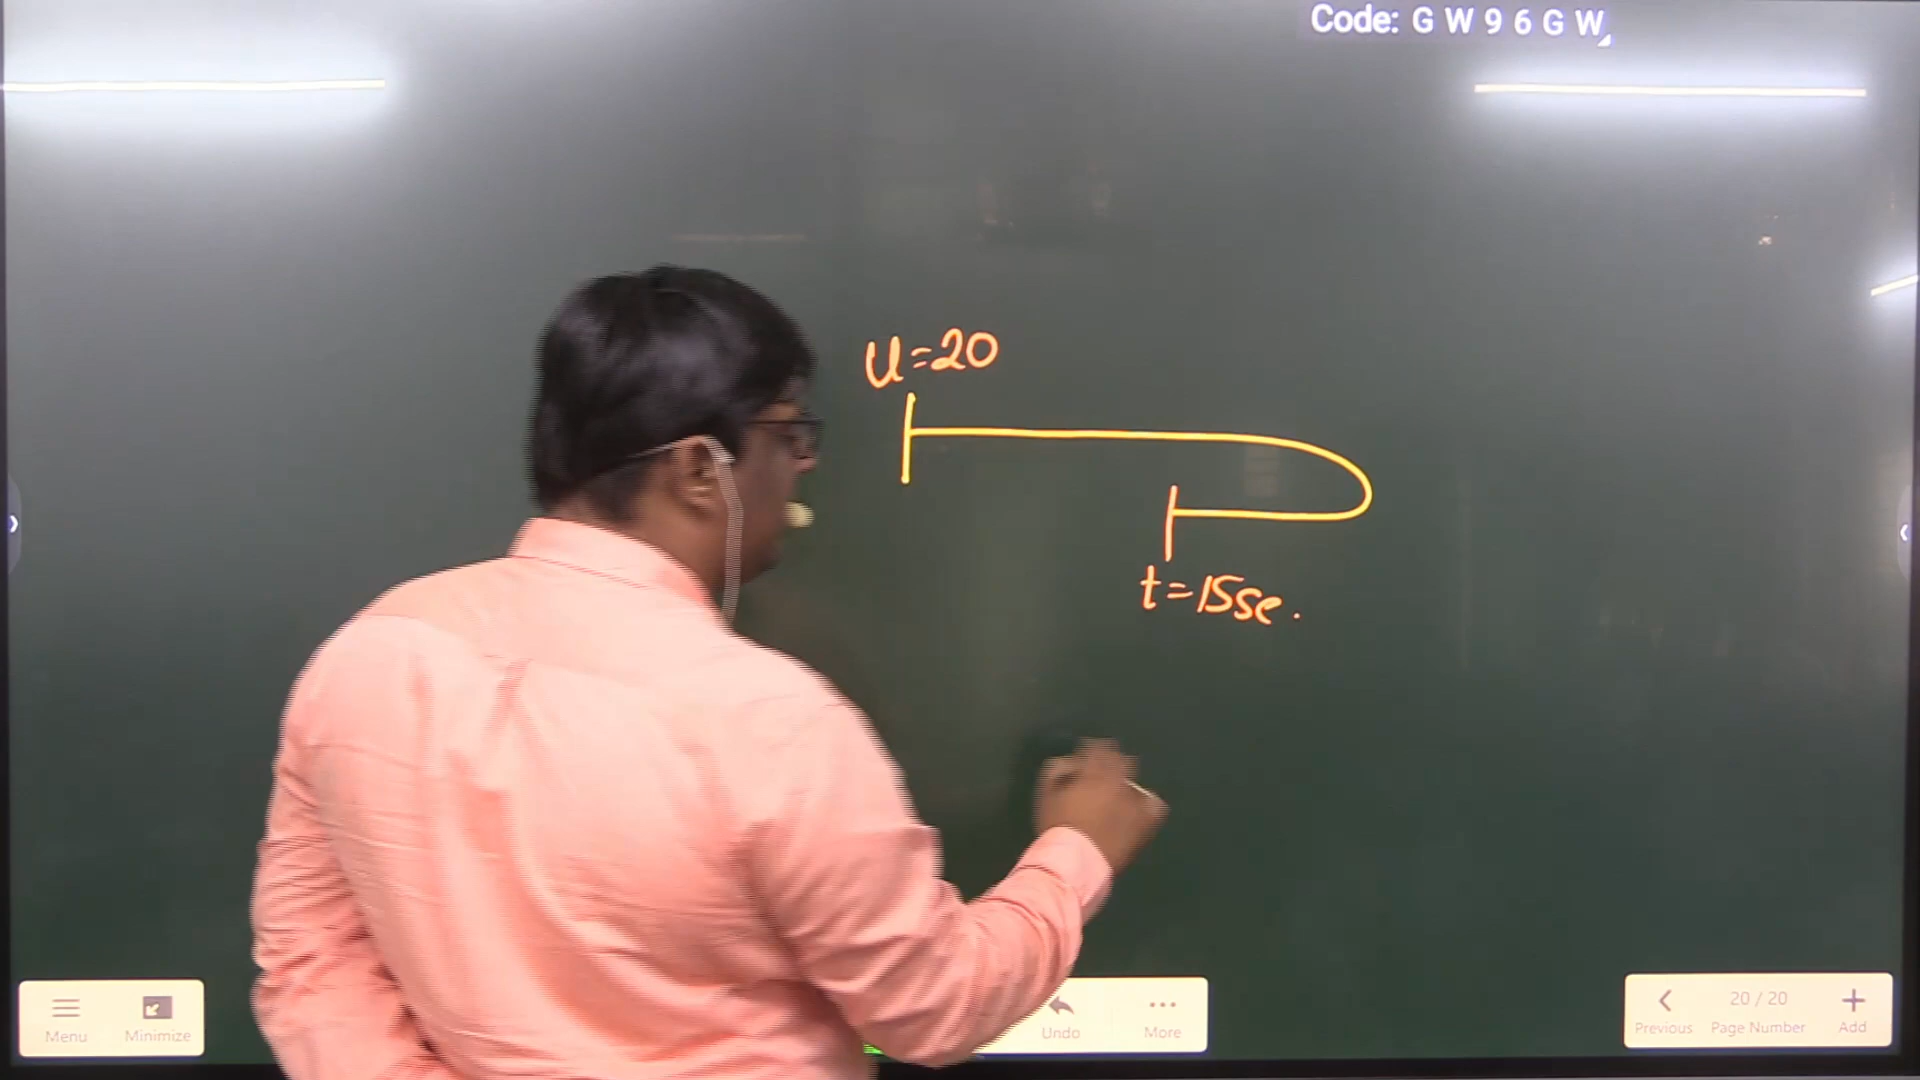 Code: G W 9 6 G W
u=20
t=15se.
Menu
Minimize
Undo
More
Previous
20 / 20
Page Number
Add